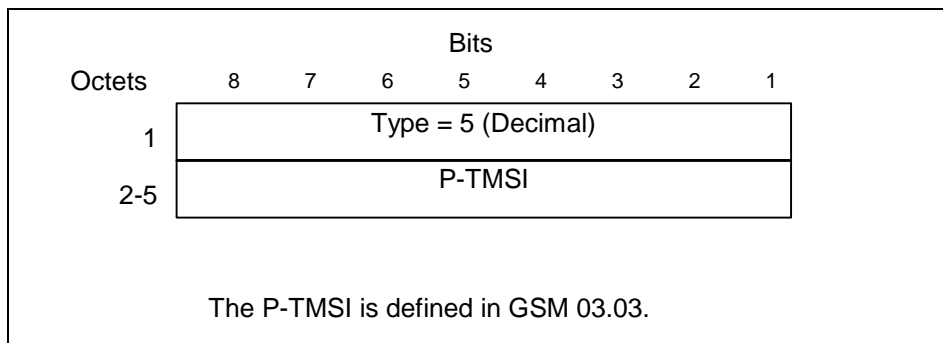 Bits
Octets 8 7 6 5 4 3 2 1
1 Type = 5 (Decimal)
2-5 P-TMSI
The P-TMSI is defined in GSM 03.03.